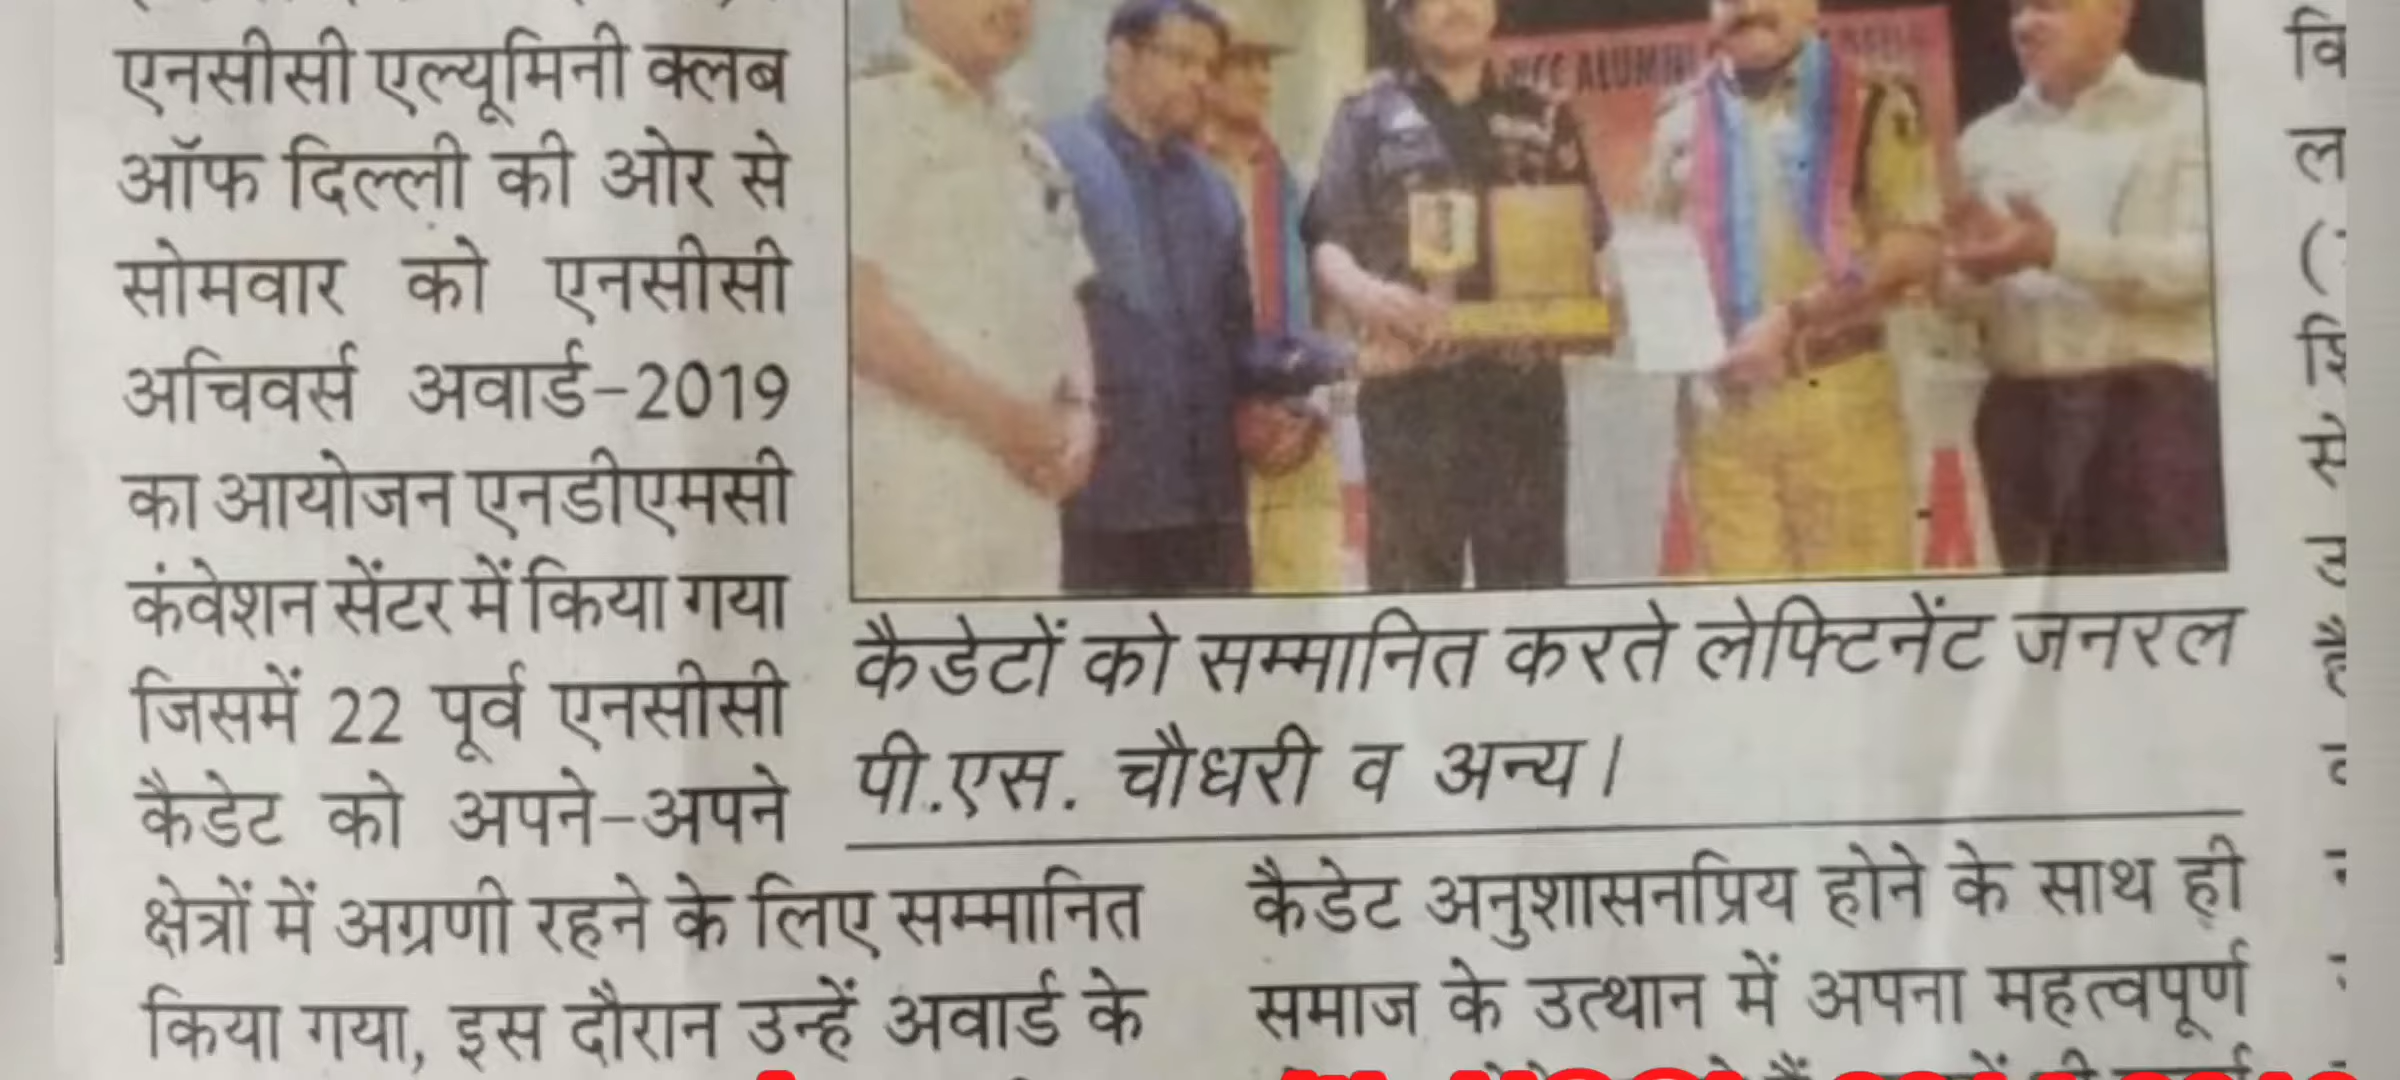 एनसीसी एल्यूमिनी क्लब
ऑफ दिल्ली की ओर से
सोमवार को एनसीसी
अचिवर्स अवार्ड-2019
का आयोजन एनडीएमसी
कंवेशन सेंटर में किया गया
जिसमें 22 पूर्व एनसीसी
कैडेट को अपने-अपने
क्षेत्रों में अग्रणी रहने के लिए सम्मानित
किया गया, इस दौरान उन्हें अवार्ड के
NCC ALUMNI
कैडेटों को सम्मानित करते लेफ्टिनेंट जनरल
पी.एस. चौधरी व अन्य।
कैडेट अनुशासनप्रिय होने के साथ ही
समाज के उत्थान में अपना महत्वपूर्ण